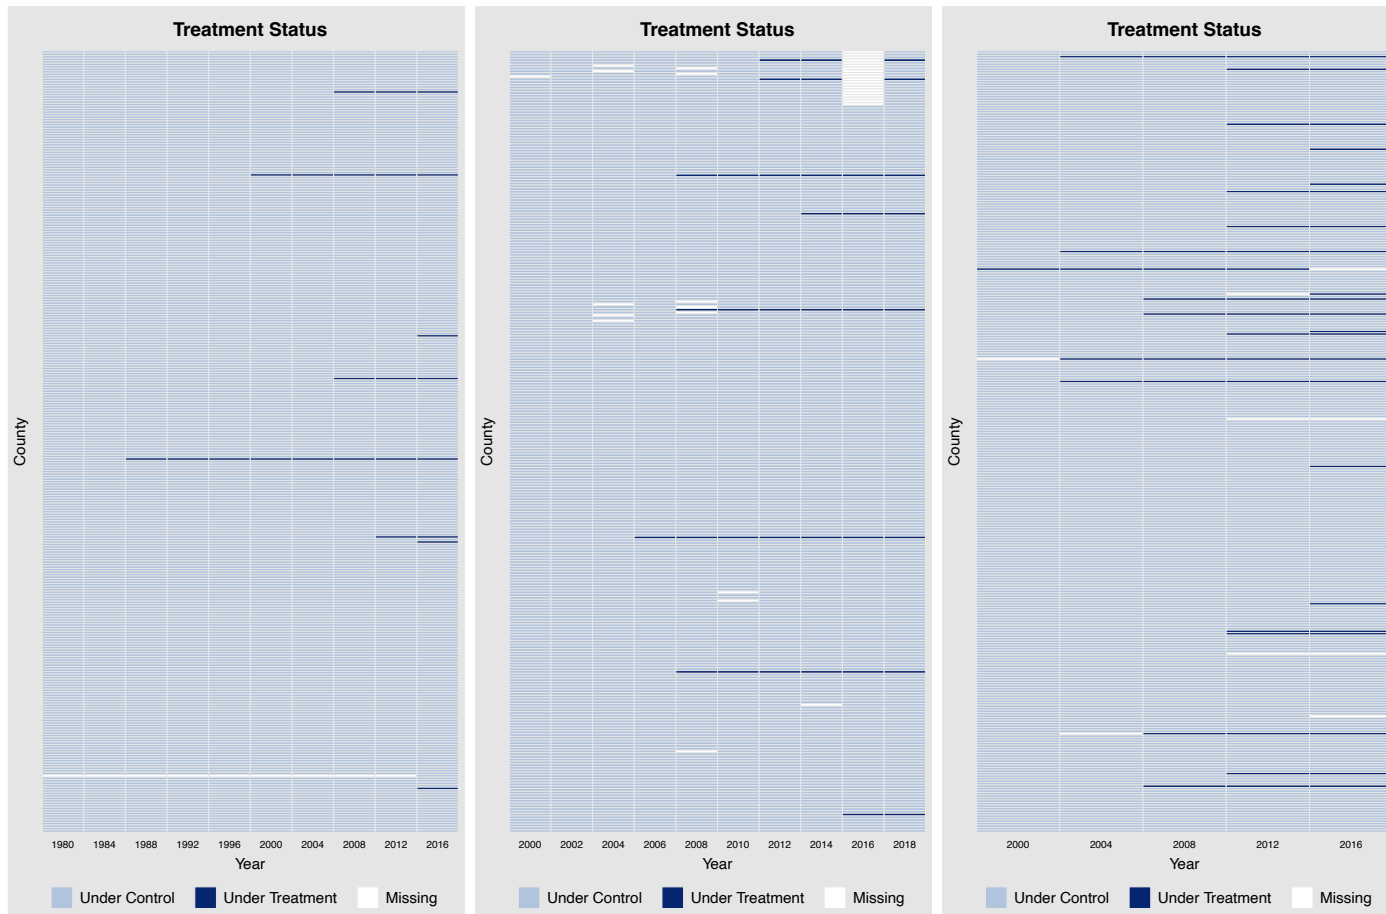 Treatment Status
County
1980 1984 1988 1992 1996 2000 2004 2008 2012 2016
Year
Under Control Under Treatment Missing
Treatment Status
County
2000 2002 2004 2006 2008 2010 2012 2014 2016 2018
Year
Under Control Under Treatment Missing
Treatment Status
County
2000 2004 2008 2012 2016
Year
Under Control Under Treatment Missing